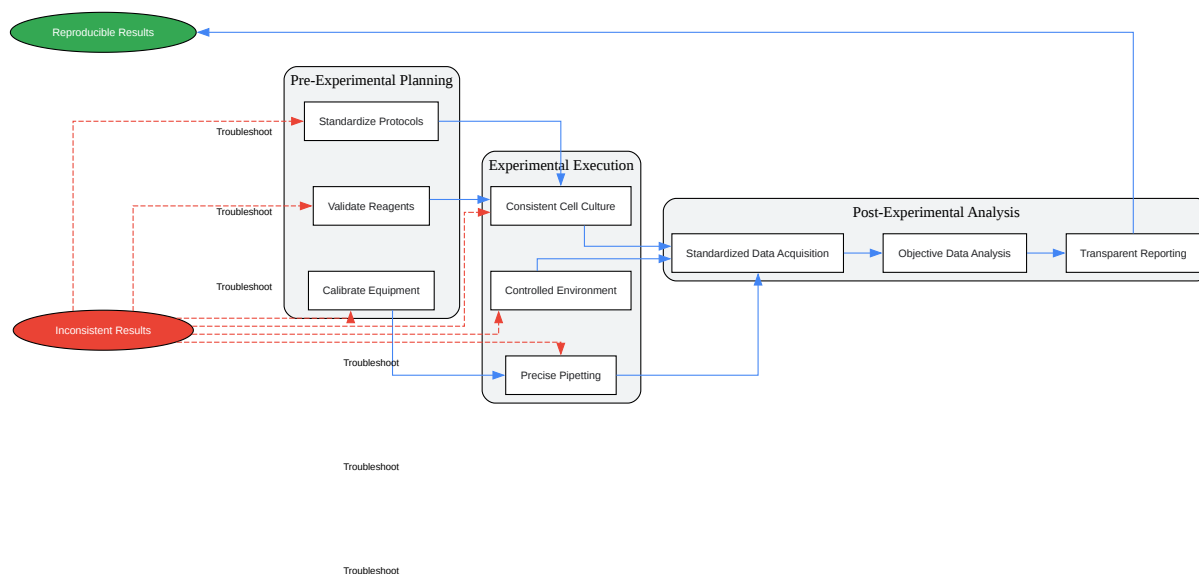 Reproducible Results
Pre-Experimental Planning
Standardize Protocols
Troubleshoot
Experimental Execution
Validate Reagents
Consistent Cell Culture
Troubleshoot
Post-Experimental Analysis
Standardized Data Acquisition
Objective Data Analysis
Transparent Reporting
Troubleshoot
Calibrate Equipment
Controlled Environment
Inconsistent Results
Troubleshoot
Precise Pipetting
Troubleshoot
Troubleshoot